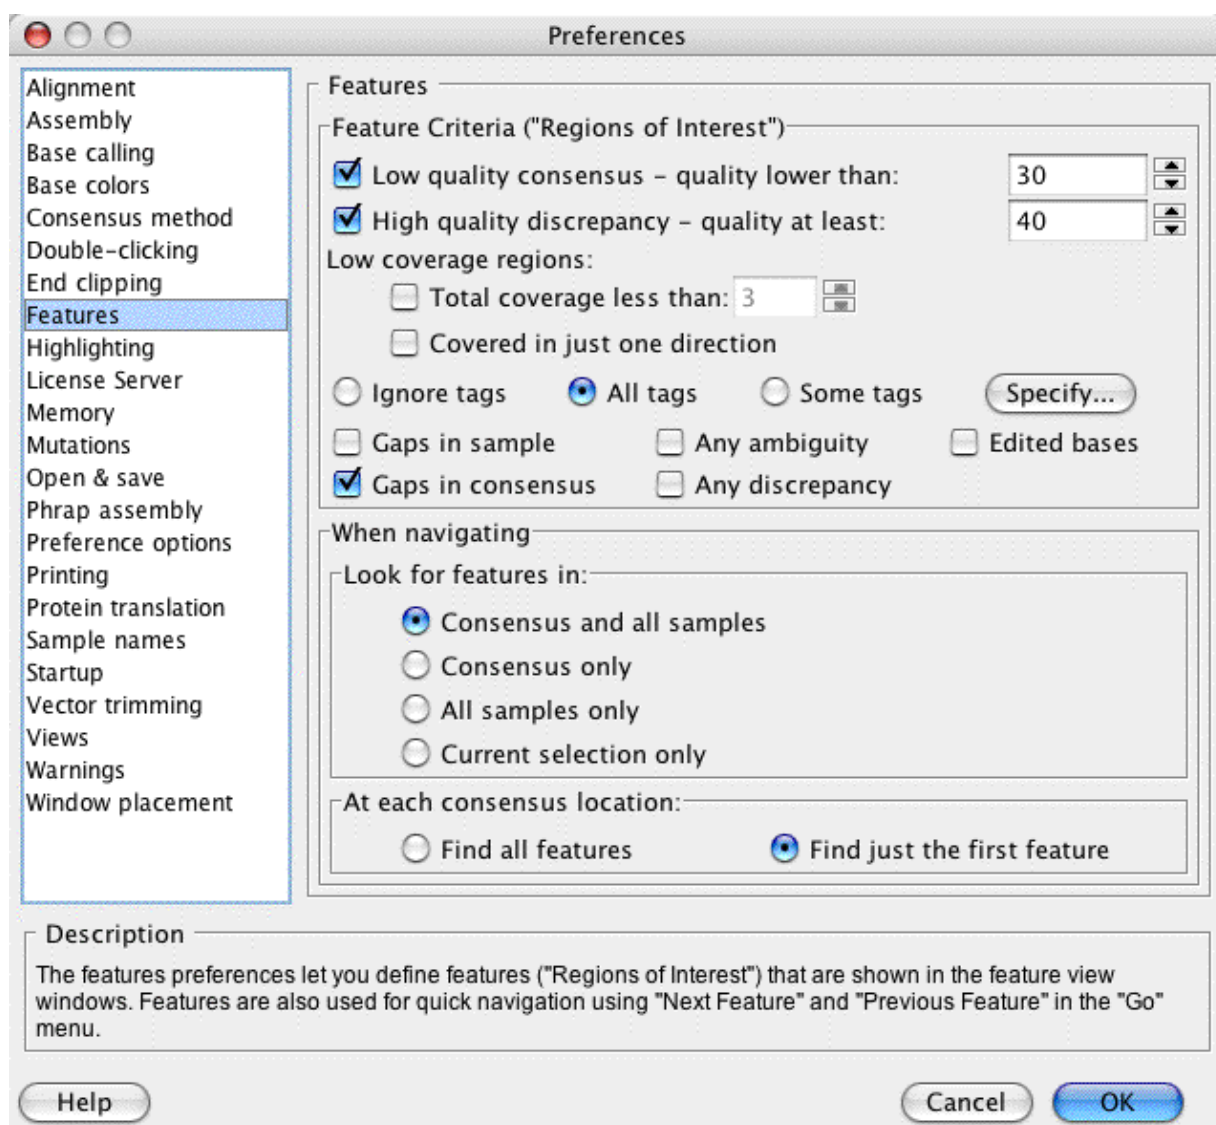 Preferences
Alignment
Assembly
Base calling
Base colors
Consensus method
Double-clicking
End clipping
Features
Highlighting
License Server
Memory
Mutations
Open & save
Phrap assembly
Preference options
Printing
Protein translation
Sample names
Startup
Vector trimming
Views
Warnings
Window placement
Features
Feature Criteria ("Regions of Interest")
Low quality consensus - quality lower than: 30
High quality discrepancy - quality at least: 40
Low coverage regions:
Total coverage less than: 3
Covered in just one direction
Ignore tags All tags Some tags Specify...
Gaps in sample Any ambiguity Edited bases
Gaps in consensus Any discrepancy
When navigating
Look for features in:
Consensus and all samples
Consensus only
All samples only
Current selection only
At each consensus location:
Find all features Find just the first feature
Description
The features preferences let you define features ("Regions of Interest") that are shown in the feature view
windows. Features are also used for quick navigation using "Next Feature" and "Previous Feature" in the "Go"
menu.
Help Cancel OK